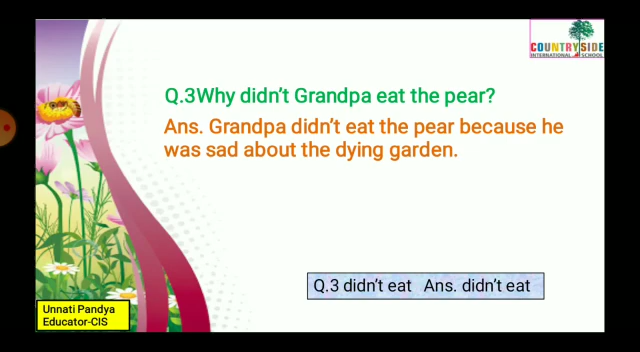 COUNTRYSIDE
INTERNATIONAL SCHOOL
Q.3Why didn't Grandpa eat the pear?
Ans. Grandpa didn't eat the pear because he
was sad about the dying garden.
Q.3 didn't eat Ans. didn't eat
Unnati Pandya
Educator-CIS